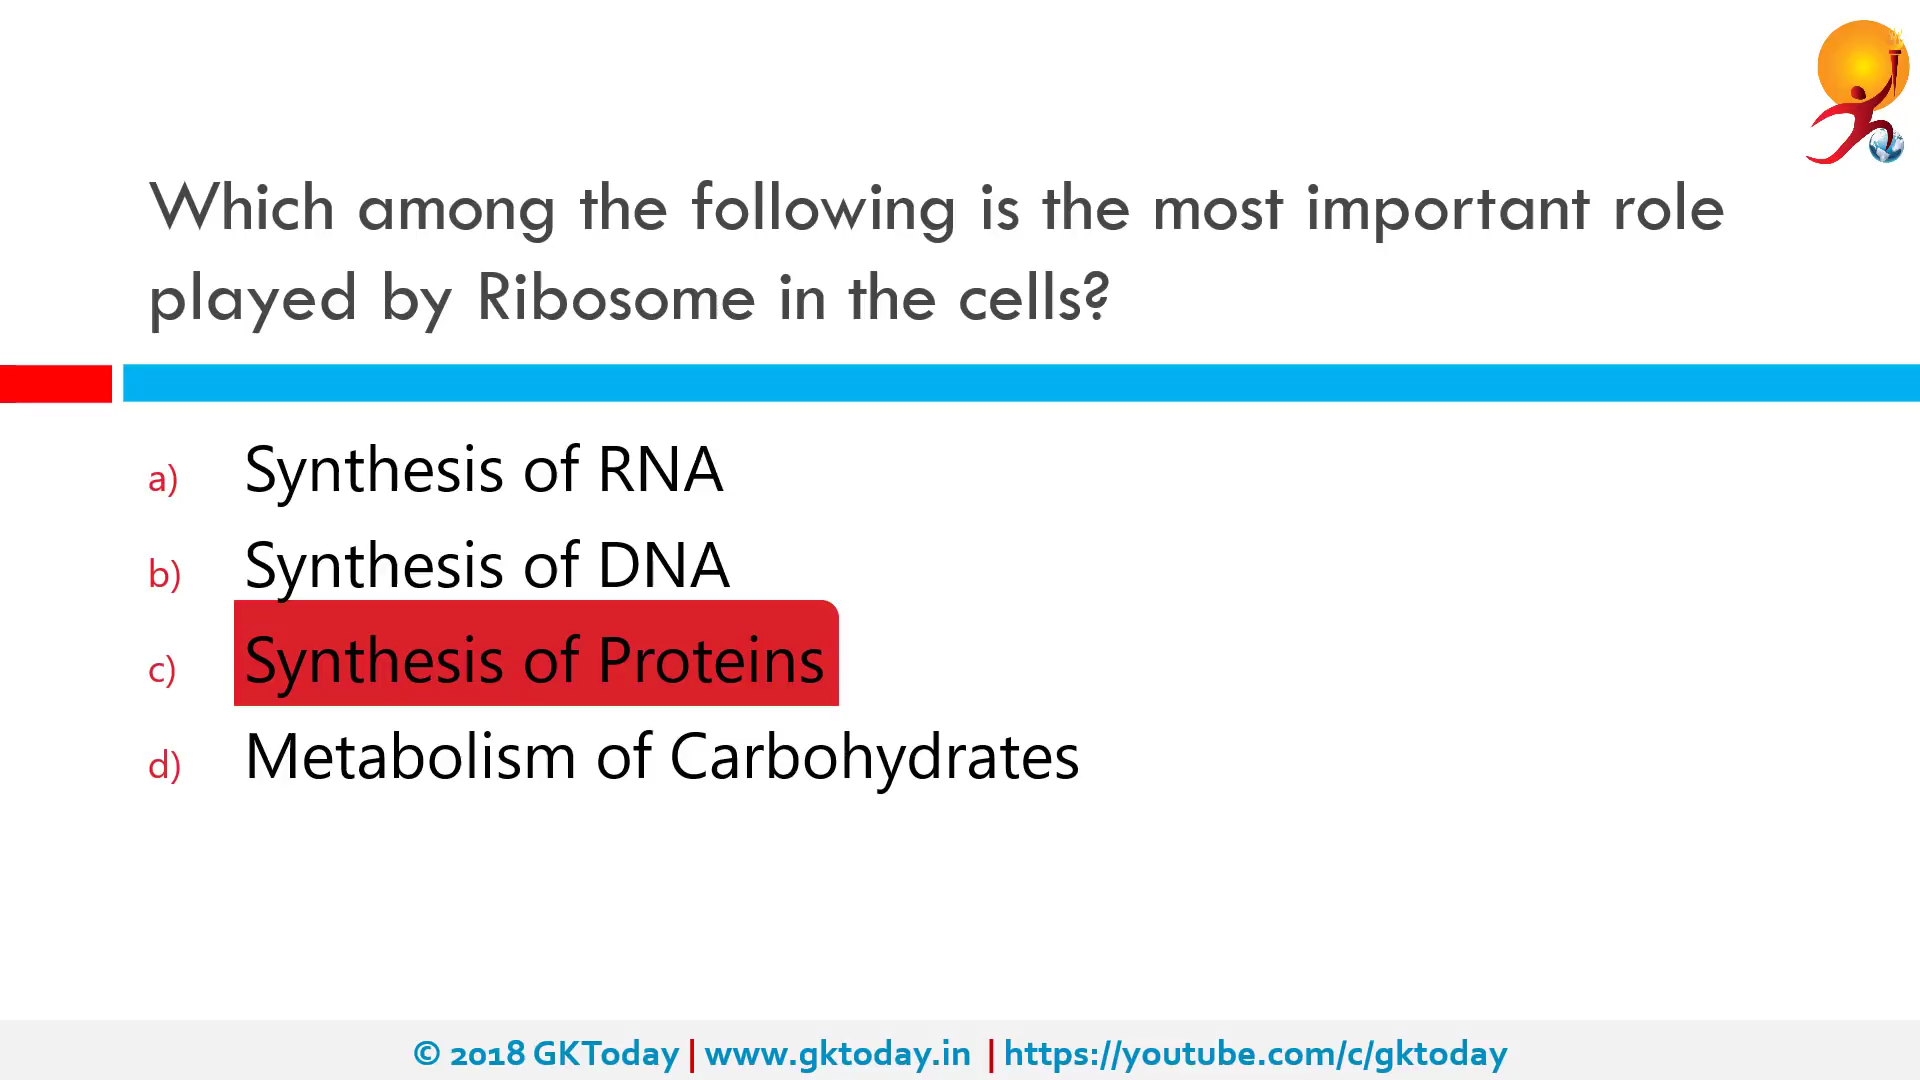 Which among the following is the most important role
played by Ribosome in the cells?
a) Synthesis of RNA
b) Synthesis of DNA
c) Synthesis of Proteins
d) Metabolism of Carbohydrates
© 2018 GKToday | www.gktoday.in | https://youtube.com/c/gktoday